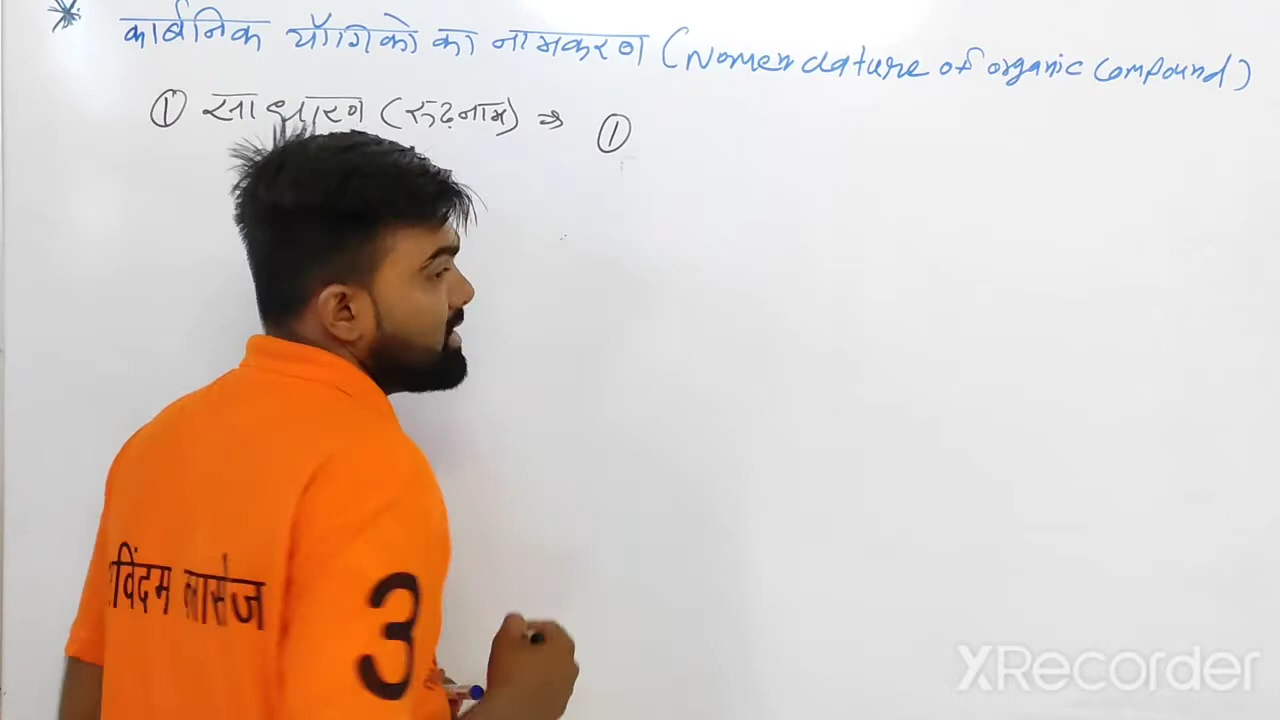 * कार्बनिक यौगिको का नामकरण (Nomenclature of organic compound)
① साधारण (रुढ़नाम) ⇒ ①
विंदम क्लासेज
3
XRecorder